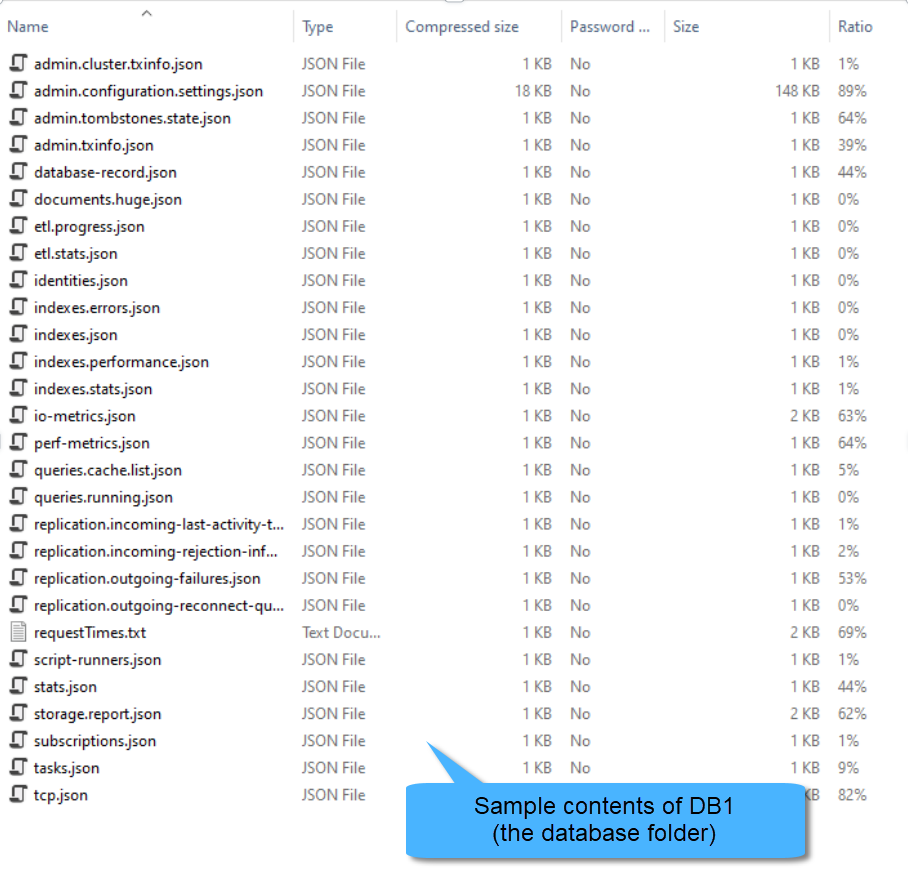 Name Type Compressed size Password ... Size Ratio
admin.cluster.txinfo.json JSON File 1 KB No 1 KB 1%
admin.configuration.settings.json JSON File 18 KB No 148 KB 89%
admin.tombstones.state.json JSON File 1 KB No 1 KB 64%
admin.txinfo.json JSON File 1 KB No 1 KB 39%
database-record.json JSON File 1 KB No 1 KB 44%
documents.huge.json JSON File 1 KB No 1 KB 0%
etl.progress.json JSON File 1 KB No 1 KB 0%
etl.stats.json JSON File 1 KB No 1 KB 0%
identities.json JSON File 1 KB No 1 KB 0%
indexes.errors.json JSON File 1 KB No 1 KB 0%
indexes.json JSON File 1 KB No 1 KB 0%
indexes.performance.json JSON File 1 KB No 1 KB 1%
indexes.stats.json JSON File 1 KB No 1 KB 1%
io-metrics.json JSON File 1 KB No 2 KB 63%
perf-metrics.json JSON File 1 KB No 1 KB 64%
queries.cache.list.json JSON File 1 KB No 1 KB 5%
queries.running.json JSON File 1 KB No 1 KB 0%
replication.incoming-last-activity-t... JSON File 1 KB No 1 KB 1%
replication.incoming-rejection-inf... JSON File 1 KB No 1 KB 2%
replication.outgoing-failures.json JSON File 1 KB No 1 KB 53%
replication.outgoing-reconnect-qu... JSON File 1 KB No 1 KB 0%
requestTimes.txt Text Docu... 1 KB No 2 KB 69%
script-runners.json JSON File 1 KB No 1 KB 1%
stats.json JSON File 1 KB No 1 KB 44%
storage.report.json JSON File 1 KB No 2 KB 62%
subscriptions.json JSON File 1 KB No 1 KB 1%
tasks.json JSON File 1 KB No 1 KB 9%
tcp.json JSON File KB 82%
Sample contents of DB1
(the database folder)